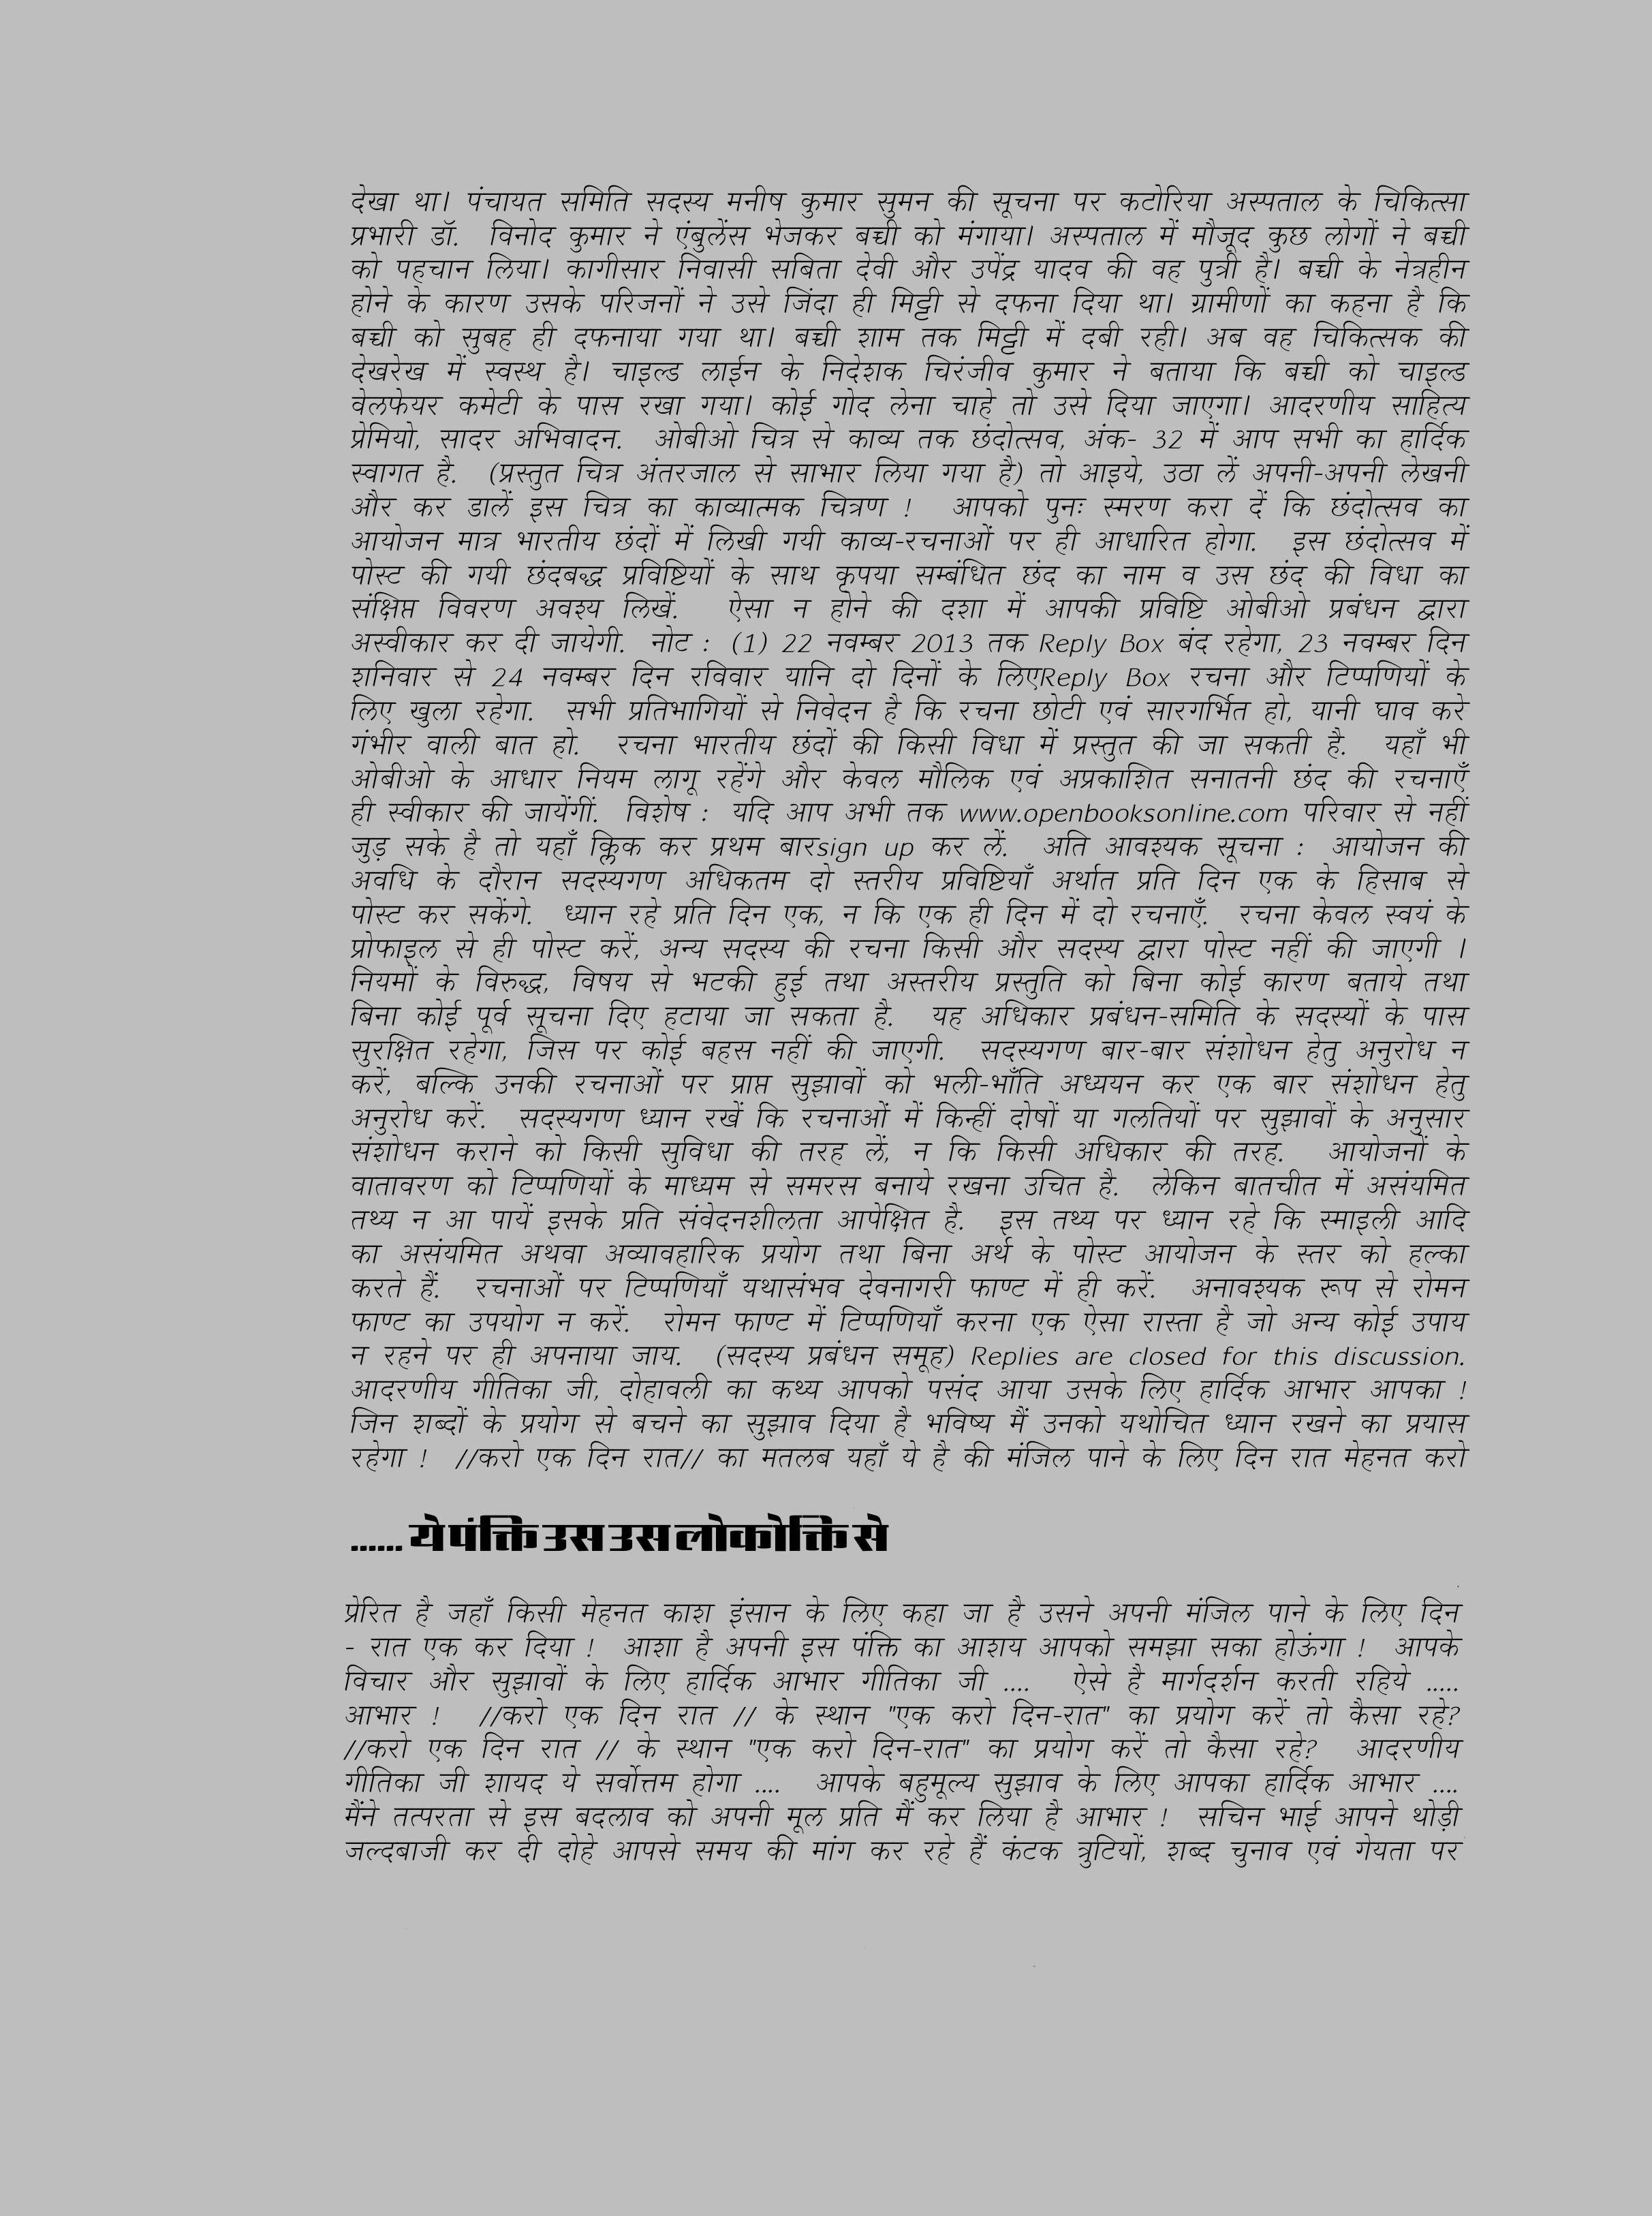 देखा था। पंचायत समिति सदस्य मनीष कुमार सुमन की सूचना पर कटोरिया अस्पताल के चिकित्सा
प्रभारी डॉ. विनोद कुमार ने एंबुलेंस भेजकर बच्ची को मंगाया। अस्पताल में मौजूद कुछ लोगों ने बच्ची
को पहचान लिया। कागीसार निवासी सबिता देवी और उपेंद्र यादव की वह पुत्री है। बच्ची के नेत्रहीन
होने के कारण उसके परिजनों ने उसे जिंदा ही मिट्टी से दफना दिया था। ग्रामीणों का कहना है कि
बच्ची को सुबह ही दफनाया गया था। बच्ची शाम तक मिट्टी में दबी रही। अब वह चिकित्सक की
देखरेख में स्वस्थ है। चाइल्ड लाईन के निदेशक चिरंजीव कुमार ने बताया कि बच्ची को चाइल्ड
वेलफेयर कमेटी के पास रखा गया। कोई गोद लेना चाहे तो उसे दिया जाएगा। आदरणीय साहित्य
प्रेमियो, सादर अभिवादन. ओबीओ चित्र से काव्य तक छंदोत्सव, अंक- 32 में आप सभी का हार्दिक
स्वागत है. (प्रस्तुत चित्र अंतरजाल से साभार लिया गया है) तो आइये, उठा लें अपनी-अपनी लेखनी
और कर डालें इस चित्र का काव्यात्मक चित्रण ! आपको पुनः स्मरण करा दें कि छंदोत्सव का
आयोजन मात्र भारतीय छंदों में लिखी गयी काव्य-रचनाओं पर ही आधारित होगा. इस छंदोत्सव में
पोस्ट की गयी छंदबद्ध प्रविष्टियों के साथ कृपया सम्बंधित छंद का नाम व उस छंद की विधा का
संक्षिप्त विवरण अवश्य लिखें. ऐसा न होने की दशा में आपकी प्रविष्टि ओबीओ प्रबंधन द्वारा
अस्वीकार कर दी जायेगी. नोट : (1) 22 नवम्बर 2013 तक Reply Box बंद रहेगा, 23 नवम्बर दिन
शनिवार से 24 नवम्बर दिन रविवार यानि दो दिनों के लिएReply Box रचना और टिप्पणियों के
लिए खुला रहेगा. सभी प्रतिभागियों से निवेदन है कि रचना छोटी एवं सारगर्भित हो, यानी घाव करे
गंभीर वाली बात हो. रचना भारतीय छंदों की किसी विधा में प्रस्तुत की जा सकती है. यहाँ भी
ओबीओ के आधार नियम लागू रहेंगे और केवल मौलिक एवं अप्रकाशित सनातनी छंद की रचनाएँ
ही स्वीकार की जायेंगीं. विशेष : यदि आप अभी तक www.openbooksonline.com परिवार से नहीं
जुड़ सके है तो यहाँ क्लिक कर प्रथम बारsign up कर लें. अति आवश्यक सूचना : आयोजन की
अवधि के दौरान सदस्यगण अधिकतम दो स्तरीय प्रविष्टियाँ अर्थात प्रति दिन एक के हिसाब से
पोस्ट कर सकेंगे. ध्यान रहे प्रति दिन एक, न कि एक ही दिन में दो रचनाएँ. रचना केवल स्वयं के
प्रोफाइल से ही पोस्ट करें, अन्य सदस्य की रचना किसी और सदस्य द्वारा पोस्ट नहीं की जाएगी ।
नियमों के विरुद्ध, विषय से भटकी हुई तथा अस्तरीय प्रस्तुति को बिना कोई कारण बताये तथा
बिना कोई पूर्व सूचना दिए हटाया जा सकता है. यह अधिकार प्रबंधन-समिति के सदस्यों के पास
सुरक्षित रहेगा, जिस पर कोई बहस नहीं की जाएगी. सदस्यगण बार-बार संशोधन हेतु अनुरोध न
करें, बल्कि उनकी रचनाओं पर प्राप्त सुझावों को भली-भाँति अध्ययन कर एक बार संशोधन हेतु
अनुरोध करें. सदस्यगण ध्यान रखें कि रचनाओं में किन्हीं दोषों या गलतियों पर सुझावों के अनुसार
संशोधन कराने को किसी सुविधा की तरह लें, न कि किसी अधिकार की तरह. आयोजनों के
वातावरण को टिप्पणियों के माध्यम से समरस बनाये रखना उचित है. लेकिन बातचीत में असंयमित
तथ्य न आ पायें इसके प्रति संवेदनशीलता आपेक्षित है. इस तथ्य पर ध्यान रहे कि स्माइली आदि
का असंयमित अथवा अव्यावहारिक प्रयोग तथा बिना अर्थ के पोस्ट आयोजन के स्तर को हल्का
करते हैं. रचनाओं पर टिप्पणियाँ यथासंभव देवनागरी फाण्ट में ही करें. अनावश्यक रूप से रोमन
फाण्ट का उपयोग न करें. रोमन फाण्ट में टिप्पणियाँ करना एक ऐसा रास्ता है जो अन्य कोई उपाय
न रहने पर ही अपनाया जाय. (सदस्य प्रबंधन समूह) Replies are closed for this discussion.
आदरणीय गीतिका जी, दोहावली का कथ्य आपको पसंद आया उसके लिए हार्दिक आभार आपका !
जिन शब्दों के प्रयोग से बचने का सुझाव दिया है भविष्य मैं उनको यथोचित ध्यान रखने का प्रयास
रहेगा ! //करो एक दिन रात// का मतलब यहाँ ये है की मंजिल पाने के लिए दिन रात मेहनत करो
...... ये पंक्ति उस उस लोकोक्ति से
प्रेरित है जहाँ किसी मेहनत काश इंसान के लिए कहा जा है उसने अपनी मंजिल पाने के लिए दिन
- रात एक कर दिया ! आशा है अपनी इस पंक्ति का आशय आपको समझा सका होऊंगा ! आपके
विचार और सुझावों के लिए हार्दिक आभार गीतिका जी .... ऐसे है मार्गदर्शन करती रहिये .....
आभार ! //करो एक दिन रात // के स्थान "एक करो दिन-रात" का प्रयोग करें तो कैसा रहे?
//करो एक दिन रात // के स्थान "एक करो दिन-रात" का प्रयोग करें तो कैसा रहे? आदरणीय
गीतिका जी शायद ये सर्वोत्तम होगा .... आपके बहुमूल्य सुझाव के लिए आपका हार्दिक आभार ....
मैंने तत्परता से इस बदलाव को अपनी मूल प्रति मैं कर लिया है आभार ! सचिन भाई आपने थोड़ी
जल्दबाजी कर दी दोहे आपसे समय की मांग कर रहे हैं कंटक त्रुटियों, शब्द चुनाव एवं गेयता पर